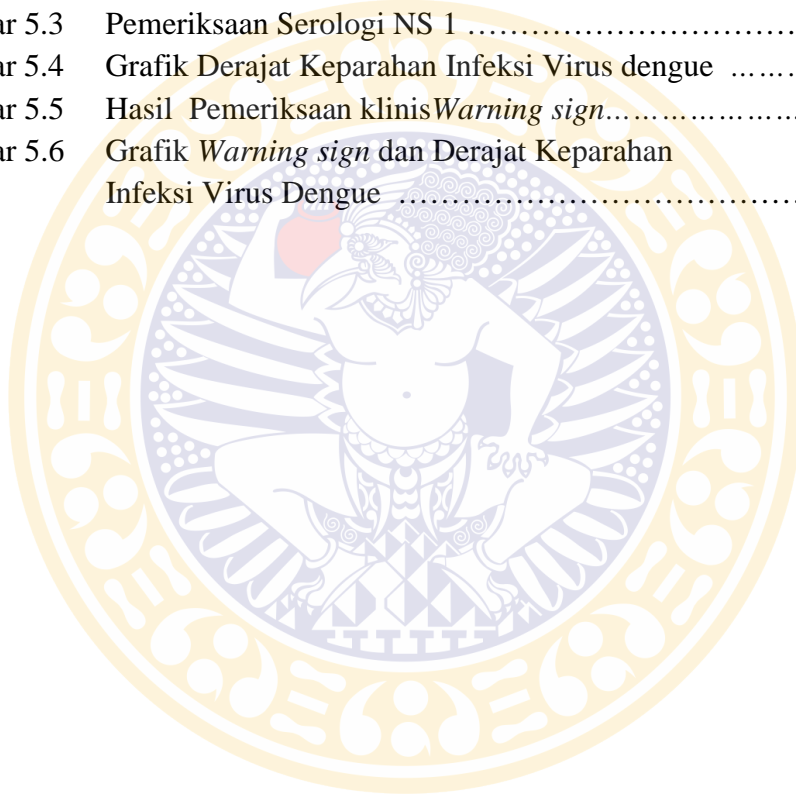 ar 5.3 Pemeriksaan Serologi NS 1 ……………………………
ar 5.4 Grafik Derajat Keparahan Infeksi Virus dengue ……..
ar 5.5 Hasil Pemeriksaan klinisWarning sign…………………
ar 5.6 Grafik Warning sign dan Derajat Keparahan
Infeksi Virus Dengue …………………………………